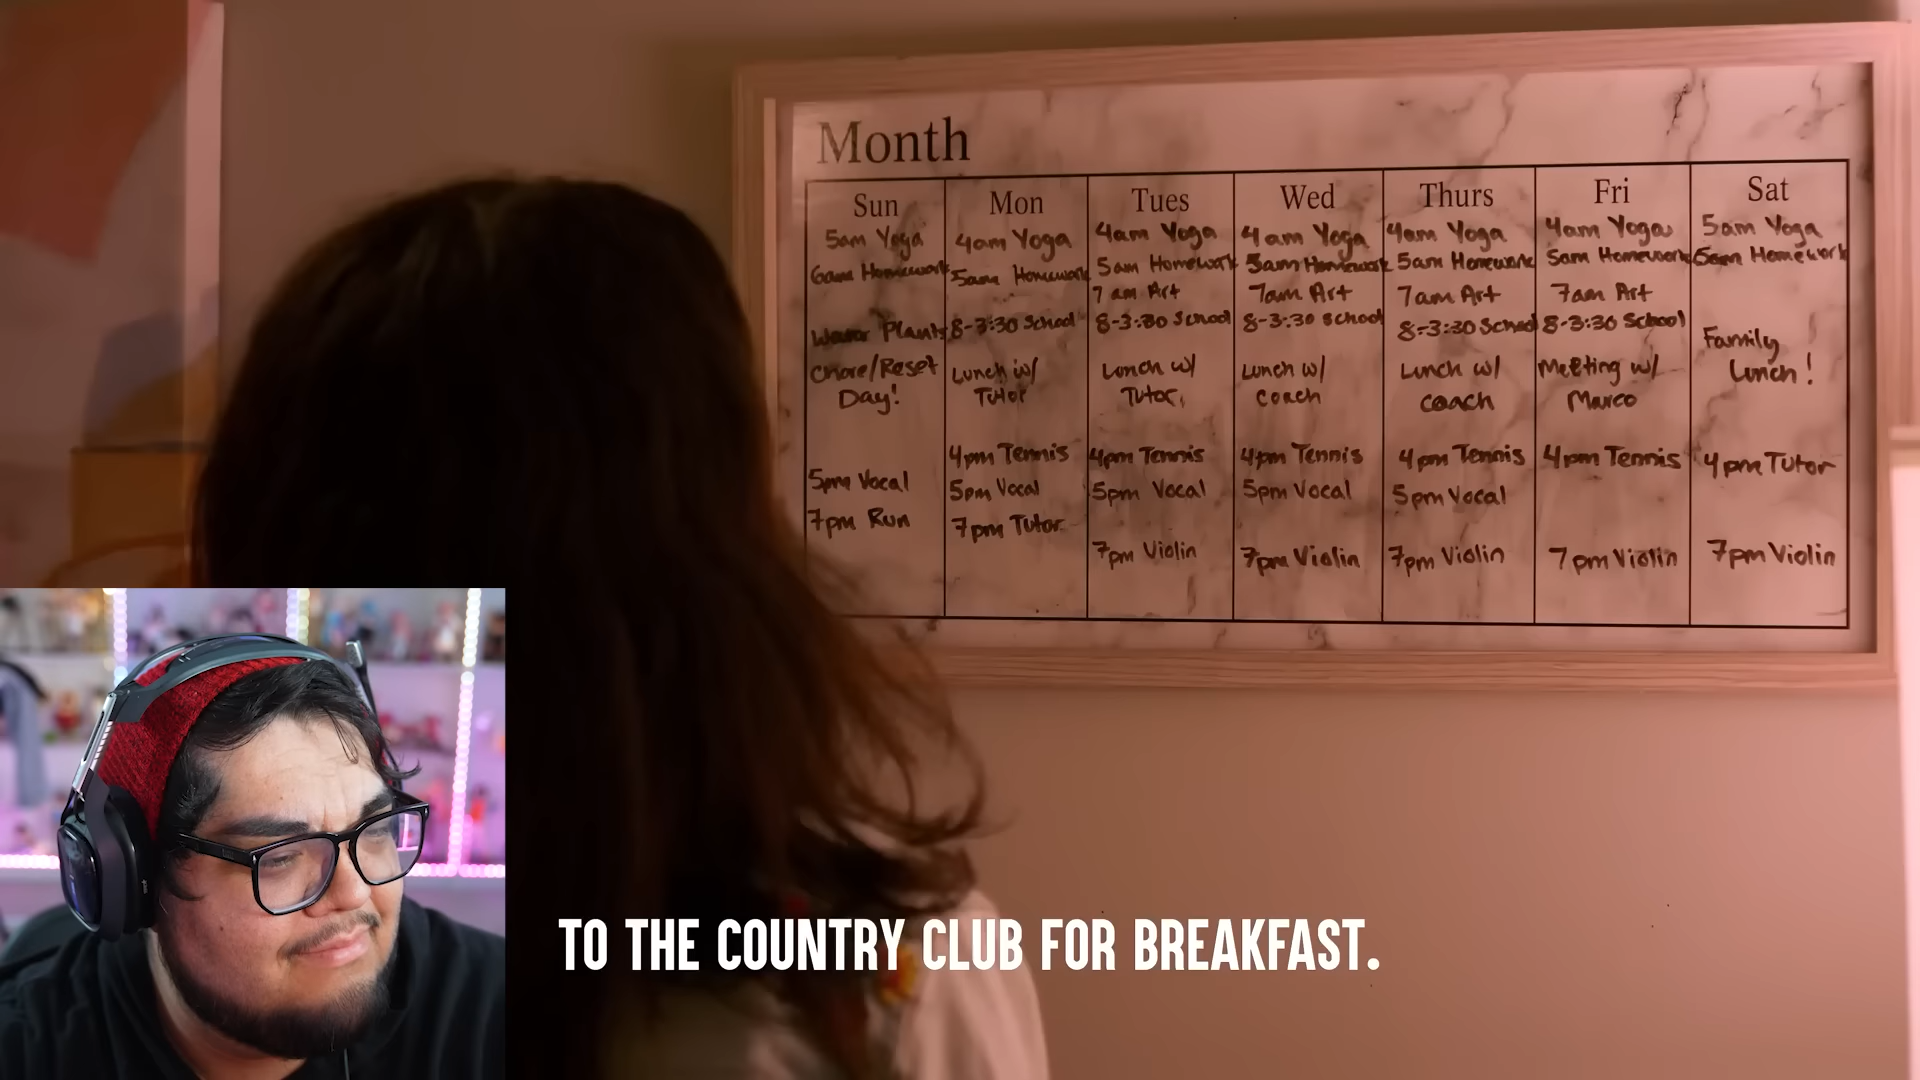 Month
Sun
5am Yoga
6am Homework
Water Plants
Chore/Reset
Day!
5pm Vocal
7pm Run
Mon
4am Yoga
5am Homework
8-3:30 School
Lunch w/
Tutor
4pm Tennis
5pm Vocal
7pm Tutor
Tues
4am Yoga
5am Homework
7am Art
8-3:30 School
Lunch w/
Tutor
4pm Tennis
5pm Vocal
7pm Violin
Wed
4am Yoga
5am Homework
7am Art
8-3:30 School
Lunch w/
Coach
4pm Tennis
5pm Vocal
7pm Violin
Thurs
4am Yoga
5am Homework
7am Art
8-3:30 School
Lunch w/
Coach
4pm Tennis
5pm Vocal
7pm Violin
Fri
4am Yoga
5am Homework
7am Art
8-3:30 School
Meeting w/
Marco
4pm Tennis
7pm Violin
Sat
5am Yoga
6am Homework
Family
Lunch!
4pm Tutor
7pm Violin
TO THE COUNTRY CLUB FOR BREAKFAST.